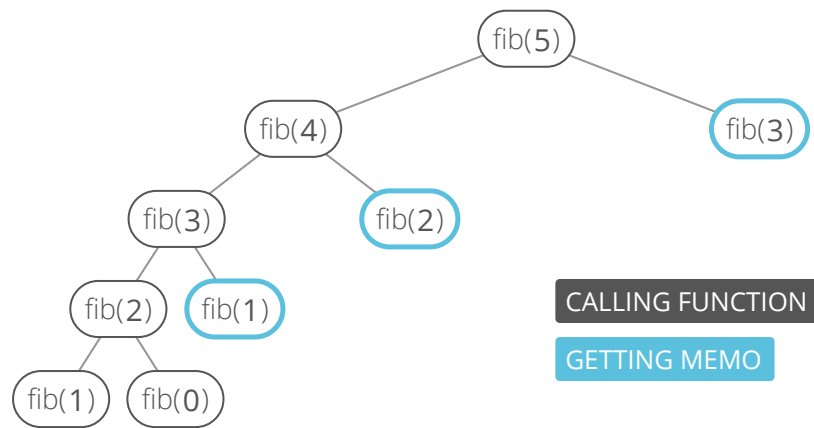 fib(5)
fib(4)
fib(3)
fib(3)
fib(2)
CALLING FUNCTION
fib(2)
fib(1)
GETTING MEMO
fib(1)
fib(0)